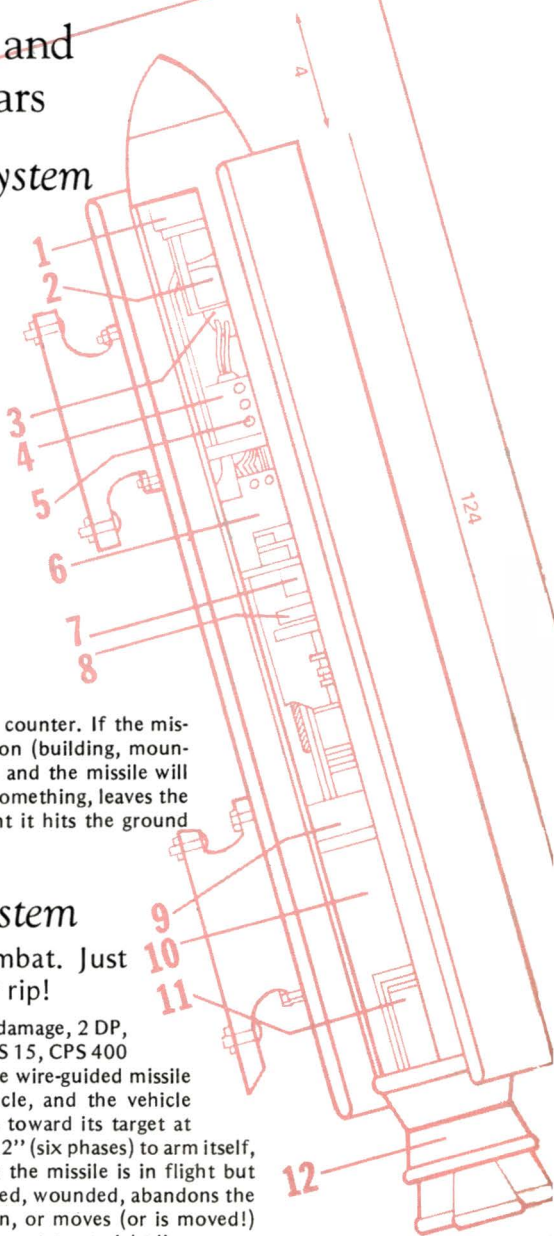 and
ars
ystem
4
1
2
3
4
5
124
6
7
8
counter. If the mis-
on (building, moun-
and the missile will
omething, leaves the
nt it hits the ground
stem
9
mbat. Just
10
rip!
11
damage, 2 DP,
S 15, CPS 400
e wire-guided missile
cle, and the vehicle
toward its target at
2" (six phases) to arm itself,
the missile is in flight but
ed, wounded, abandons the
n, or moves (or is moved!)
12